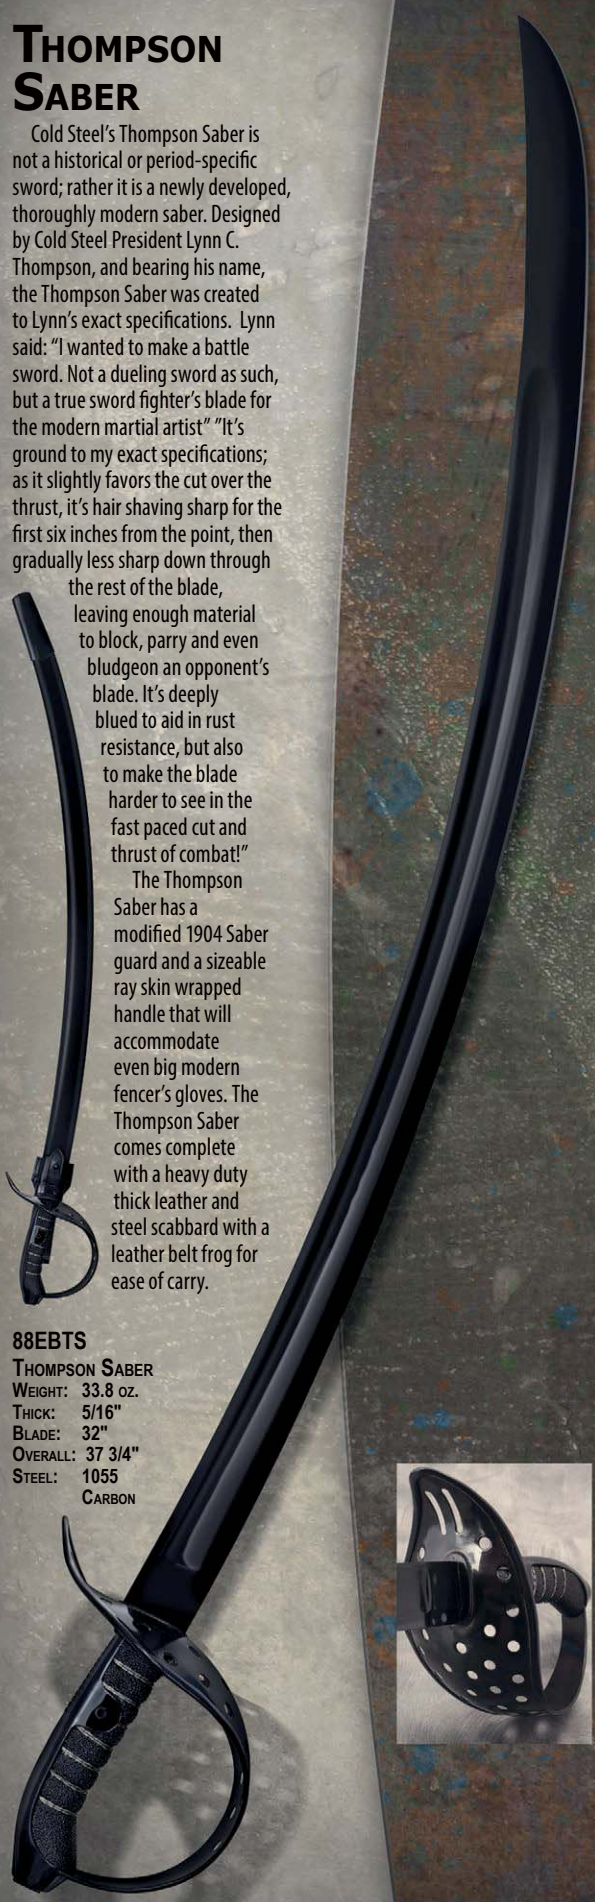 THOMPSON
SABER
Cold Steel's Thompson Saber is
not a historical or period-specific
sword; rather it is a newly developed,
thoroughly modern saber. Designed
by Cold Steel President Lynn C.
Thompson, and bearing his name,
the Thompson Saber was created
to Lynn's exact specifications.  Lynn
said: “I wanted to make a battle
sword. Not a dueling sword as such,
but a true sword fighter's blade for
the modern martial artist” ”It's
ground to my exact specifications;
as it slightly favors the cut over the
thrust, it's hair shaving sharp for the
first six inches from the point, then
gradually less sharp down through
the rest of the blade,
leaving enough material
to block, parry and even
bludgeon an opponent's
blade. It's deeply
blued to aid in rust
resistance, but also
to make the blade
harder to see in the
fast paced cut and
thrust of combat!”
The Thompson
Saber has a
modified 1904 Saber
guard and a sizeable
ray skin wrapped
handle that will
accommodate
even big modern
fencer's gloves. The
Thompson Saber
comes complete
with a heavy duty
thick leather and
steel scabbard with a
leather belt frog for
ease of carry.
88EBTS
THOMPSON SABER
WEIGHT: 33.8 OZ.
THICK: 5/16"
BLADE: 32"
OVERALL: 37 3/4"
STEEL: 1055
CARBON